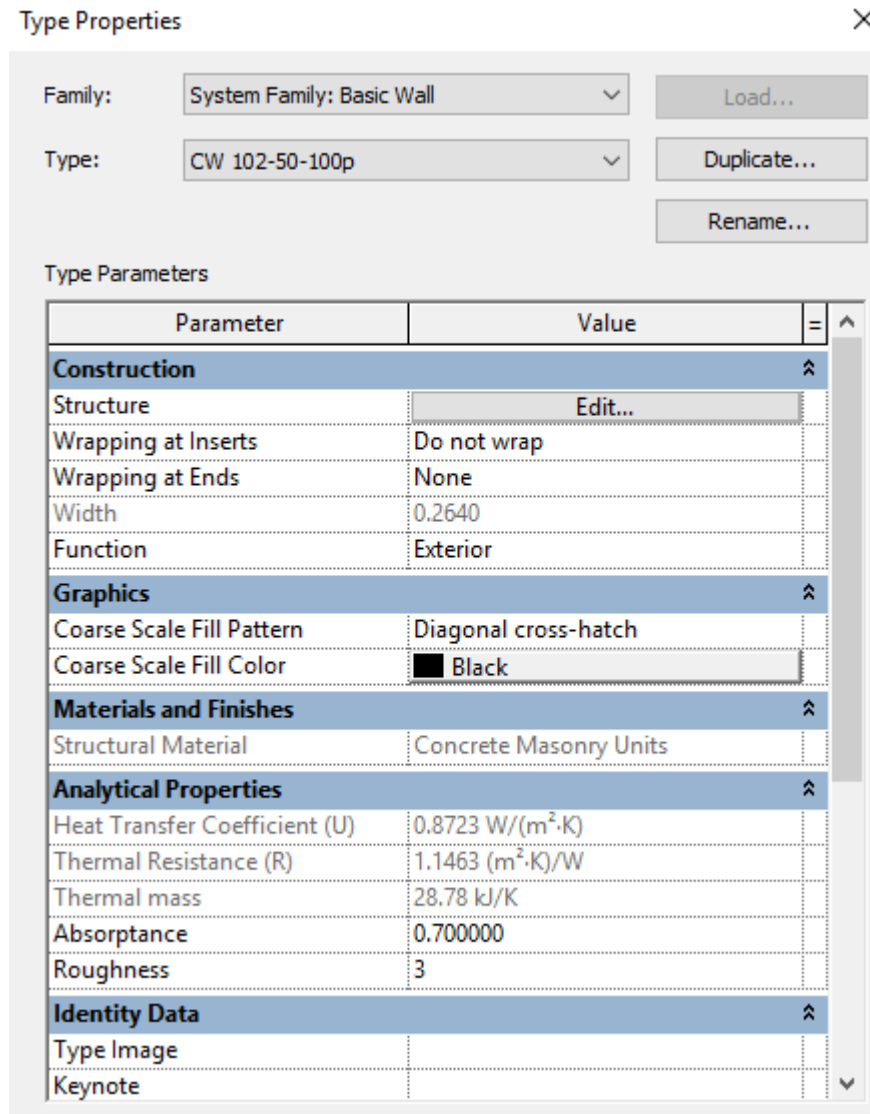 Type Properties
Family: System Family: Basic Wall Load...
Type: CW 102-50-100p Duplicate...
Rename...
Type Parameters
Parameter Value =
Construction
Structure Edit...
Wrapping at Inserts Do not wrap
Wrapping at Ends None
Width 0.2640
Function Exterior
Graphics
Coarse Scale Fill Pattern Diagonal cross-hatch
Coarse Scale Fill Color Black
Materials and Finishes
Structural Material Concrete Masonry Units
Analytical Properties
Heat Transfer Coefficient (U) 0.8723 W/(m²·K)
Thermal Resistance (R) 1.1463 (m²·K)/W
Thermal mass 28.78 kJ/K
Absorptance 0.700000
Roughness 3
Identity Data
Type Image
Keynote